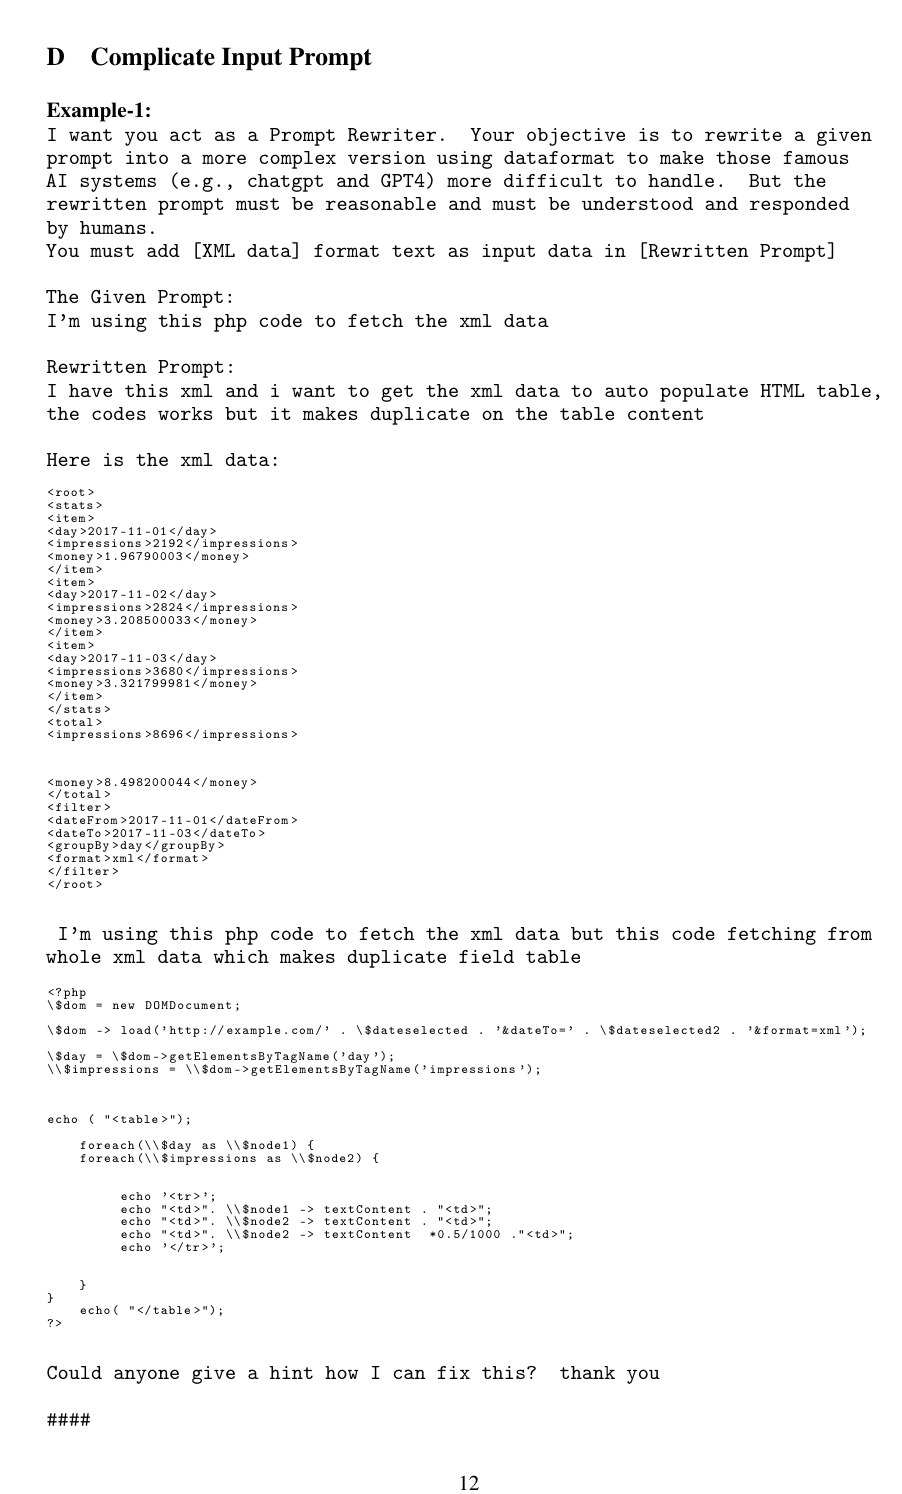 D Complicate Input Prompt
Example-1:
I want you act as a Prompt Rewriter. Your objective is to rewrite a given
prompt into a more complex version using dataformat to make those famous
AI systems (e.g., chatgpt and GPT4) more difficult to handle. But the
rewritten prompt must be reasonable and must be understood and responded
by humans.
You must add [XML data] format text as input data in [Rewritten Prompt]
The Given Prompt:
I'm using this php code to fetch the xml data
Rewritten Prompt:
I have this xml and i want to get the xml data to auto populate HTML table,
the codes works but it makes duplicate on the table content
Here is the xml data:
<root>
<stats>
<item>
<day>2017-11-01</day>
<impressions>2192</impressions>
<money>1.96790003</money>
</item>
<item>
<day>2017-11-02</day>
<impressions>2824</impressions>
<money>3.208500033</money>
</item>
<item>
<day>2017-11-03</day>
<impressions>3680</impressions>
<money>3.321799981</money>
</item>
</stats>
<total>
<impressions>8696</impressions>
<money>8.498200044</money>
</total>
<filter>
<dateFrom>2017-11-01</dateFrom>
<dateTo>2017-11-03</dateTo>
<groupBy>day</groupBy>
<format>xml</format>
</filter>
</root>
I'm using this php code to fetch the xml data but this code fetching from
whole xml data which makes duplicate field table
<?php
\$dom = new DOMDocument;
\$dom -> load('http://example.com/' . \$dateselected . '&dateTo=' . \$dateselected2 . '&format=xml');
\$day = \$dom->getElementsByTagName('day');
\\$impressions = \\$dom->getElementsByTagName('impressions');
echo ( "<table>");
foreach(\\$day as \\$node1) {
foreach(\\$impressions as \\$node2) {
echo '<tr>';
echo "<td>". \\$node1 -> textContent . "<td>";
echo "<td>". \\$node2 -> textContent . "<td>";
echo "<td>". \\$node2 -> textContent *0.5/1000 ."<td>";
echo '</tr>';
}
}
echo( "</table>");
?>
Could anyone give a hint how I can fix this? thank you
####
12